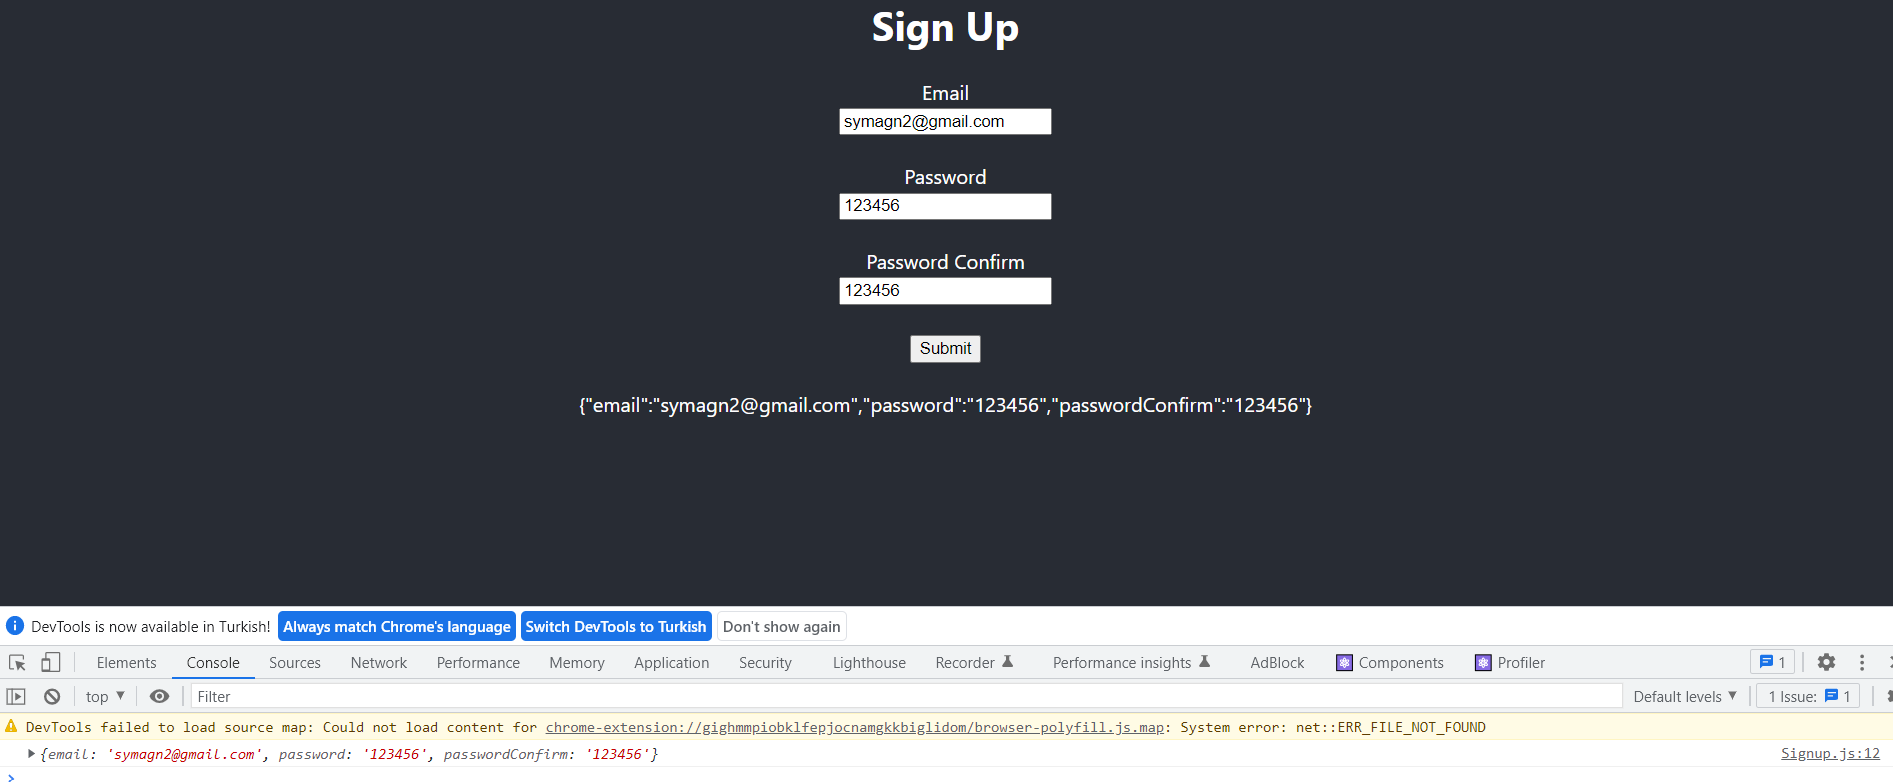 Sign Up
Email
symagn2@gmail.com
Password
123456
Password Confirm
123456
Submit
{"email":"symagn2@gmail.com","password":"123456","passwordConfirm":"123456"}
DevTools is now available in Turkish! Always match Chrome's language Switch DevTools to Turkish Don't show again
Elements Console Sources Network Performance Memory Application Security Lighthouse Recorder Performance insights AdBlock Components Profiler 1
top Filter Default levels 1 Issue: 1
DevTools failed to load source map: Could not load content for chrome-extension://gighmmpiobklfepjocnamgkkbiglidom/browser-polyfill.js.map: System error: net::ERR_FILE_NOT_FOUND
{email: 'symagn2@gmail.com', password: '123456', passwordConfirm: '123456'} Signup.js:12